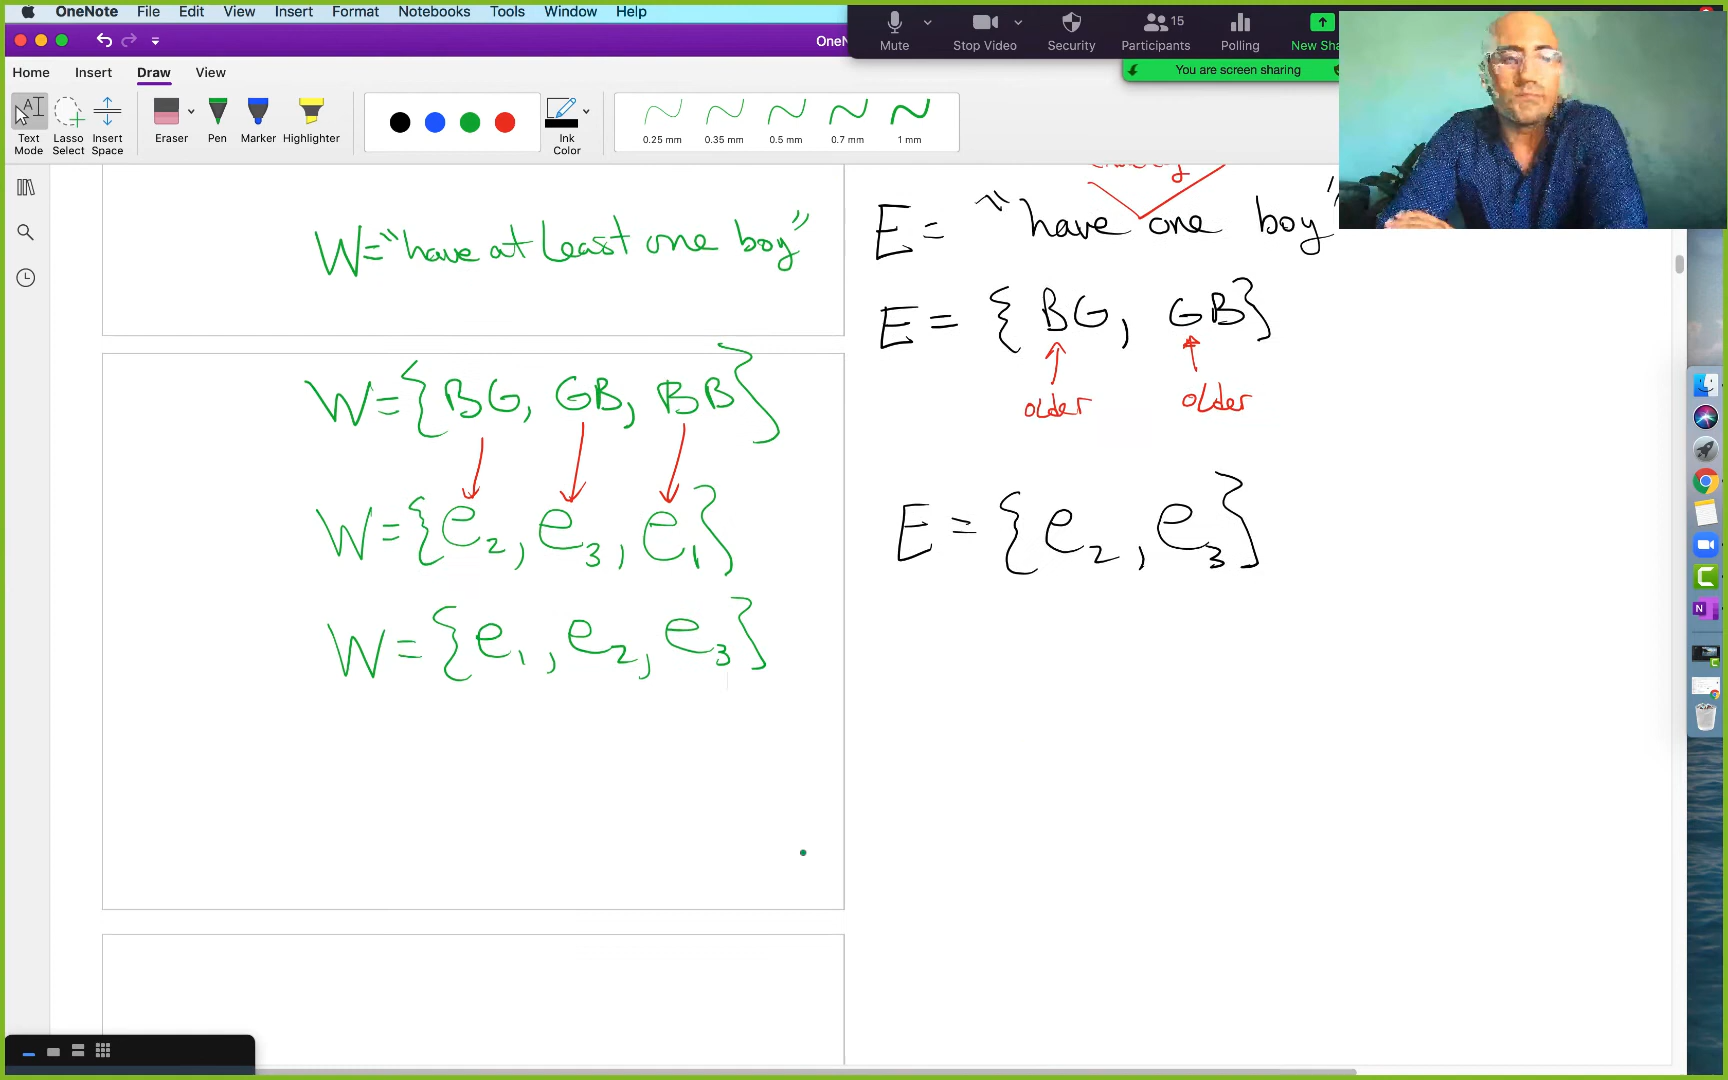 OneNote File Edit View Insert Format Notebooks Tools Window Help
Mute Stop Video Security Participants 15 Polling New Sha
OneN
You are screen sharing
Home Insert Draw View
Text Mode Lasso Select Insert Space Eraser Pen Marker Highlighter Ink Color 0.25 mm 0.35 mm 0.5 mm 0.7 mm 1 mm
W="have at least one boy"
W={BG, GB, BB}
W={e2, e3, e1}
W={e1, e2, e3}
E= "have one boy"
E= {BG, GB}
older older
E={e2, e3}